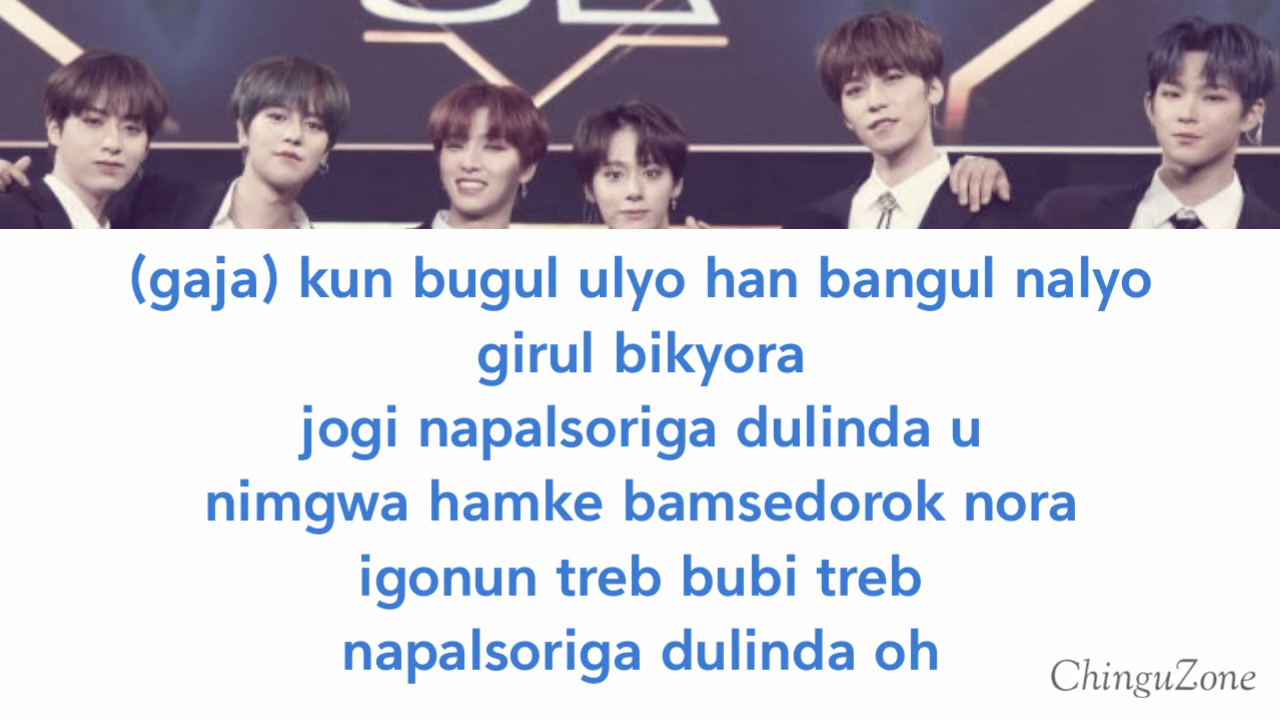 (gaja) kun bugul ulyo han bangul nalyo
girul bikyora
jogi napalsoriga dulinda u
nimgwa hamke bamsedorok nora
igonun treb bubi treb
napalsoriga dulinda oh
ChinguZone